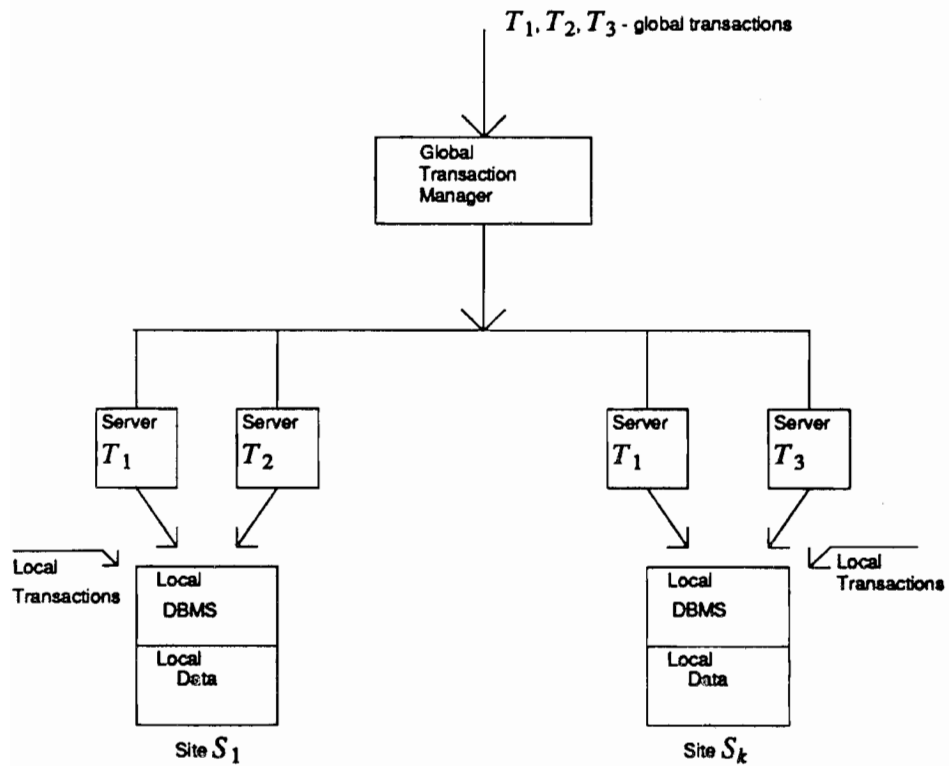 T1, T2, T3 - global transactions
Global
Transaction
Manager
Server
T1
Server
T2
Server
T1
Server
T3
Local
Transactions
Local
DBMS
Local
Data
Site S1
Local
Transactions
Local
DBMS
Local
Data
Site Sk